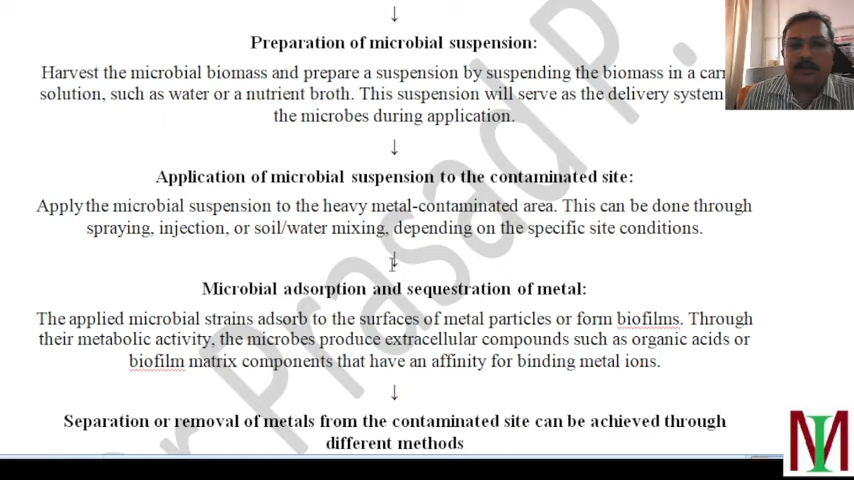 ↓
Preparation of microbial suspension:
Harvest the microbial biomass and prepare a suspension by suspending the biomass in a
solution, such as water or a nutrient broth. This suspension will serve as the delivery system
the microbes during application.
↓
Application of microbial suspension to the contaminated site:
Apply the microbial suspension to the heavy metal-contaminated area. This can be done through
spraying, injection, or soil/water mixing, depending on the specific site conditions.
↓
Microbial adsorption and sequestration of metal:
The applied microbial strains adsorb to the surfaces of metal particles or form biofilms. Through
their metabolic activity, the microbes produce extracellular compounds such as organic acids or
biofilm matrix components that have an affinity for binding metal ions.
↓
Separation or removal of metals from the contaminated site can be achieved through
different methods
Prasad P.
MI